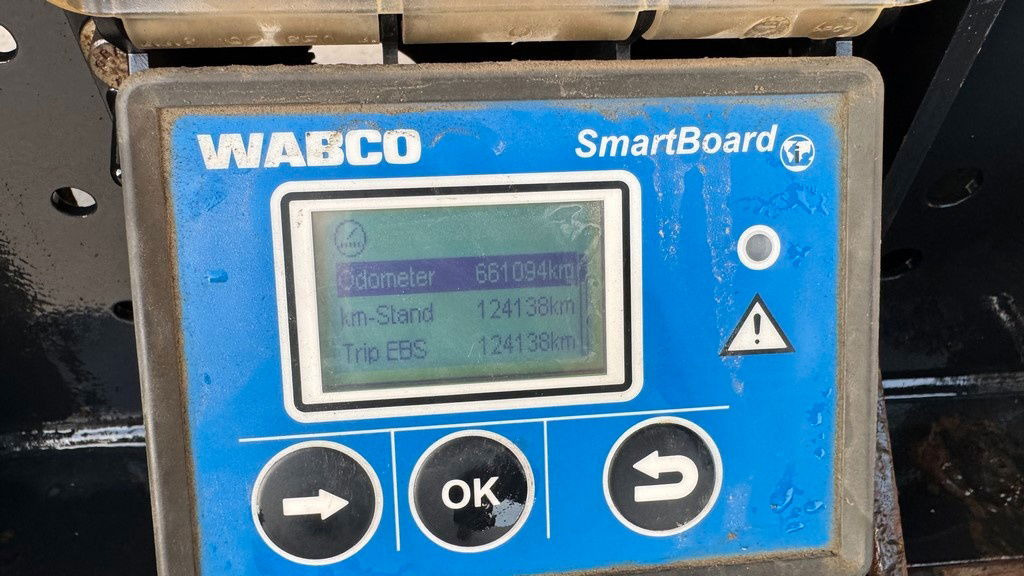 WABCO
SmartBoard
Odometer 661094km
km-Stand 124138km
Trip EBS 124138km
OK